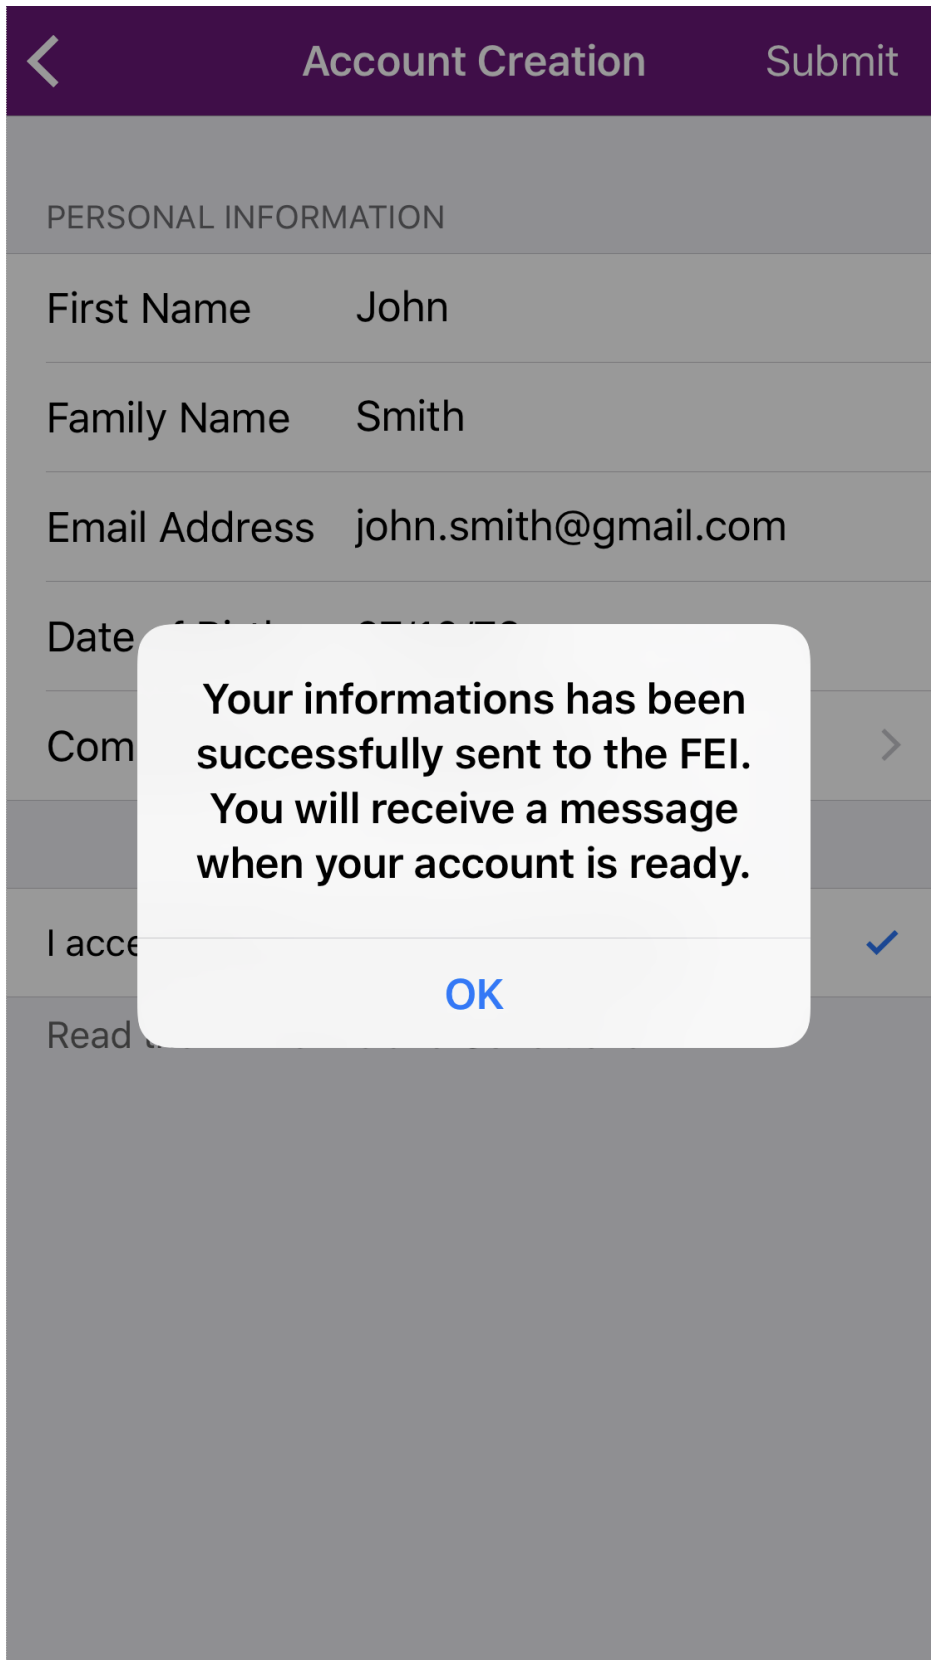 Account Creation Submit
PERSONAL INFORMATION
First Name John
Family Name Smith
Email Address john.smith@gmail.com
Date
Your informations has been
successfully sent to the FEI.
You will receive a message
when your account is ready.
OK
I
Read